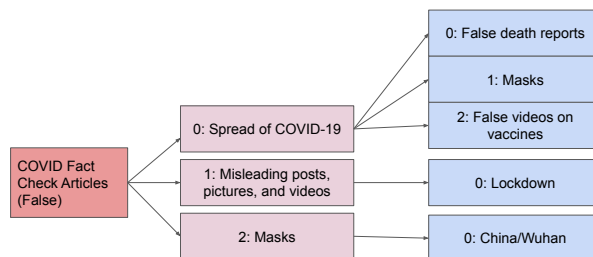 COVID Fact
Check Articles
(False)
0: Spread of COVID-19
1: Misleading posts,
pictures, and videos
2: Masks
0: False death reports
1: Masks
2: False videos on
vaccines
0: Lockdown
0: China/Wuhan